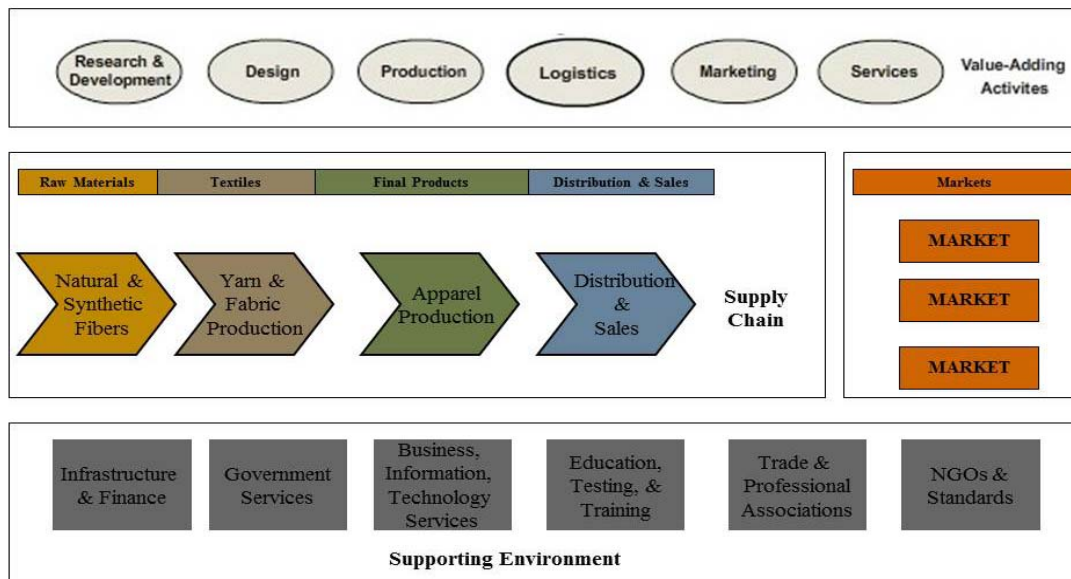 Research &
Development
Design
Production
Logistics
Marketing
Services
Value-Adding
Activites
Raw Materials
Textiles
Final Products
Distribution & Sales
Markets
Natural &
Synthetic
Fibers
Yarn &
Fabric
Production
Apparel
Production
Distribution
&
Sales
Supply
Chain
MARKET
MARKET
MARKET
Infrastructure
& Finance
Government
Services
Business,
Information,
Technology
Services
Education,
Testing, &
Training
Trade &
Professional
Associations
NGOs &
Standards
Supporting Environment